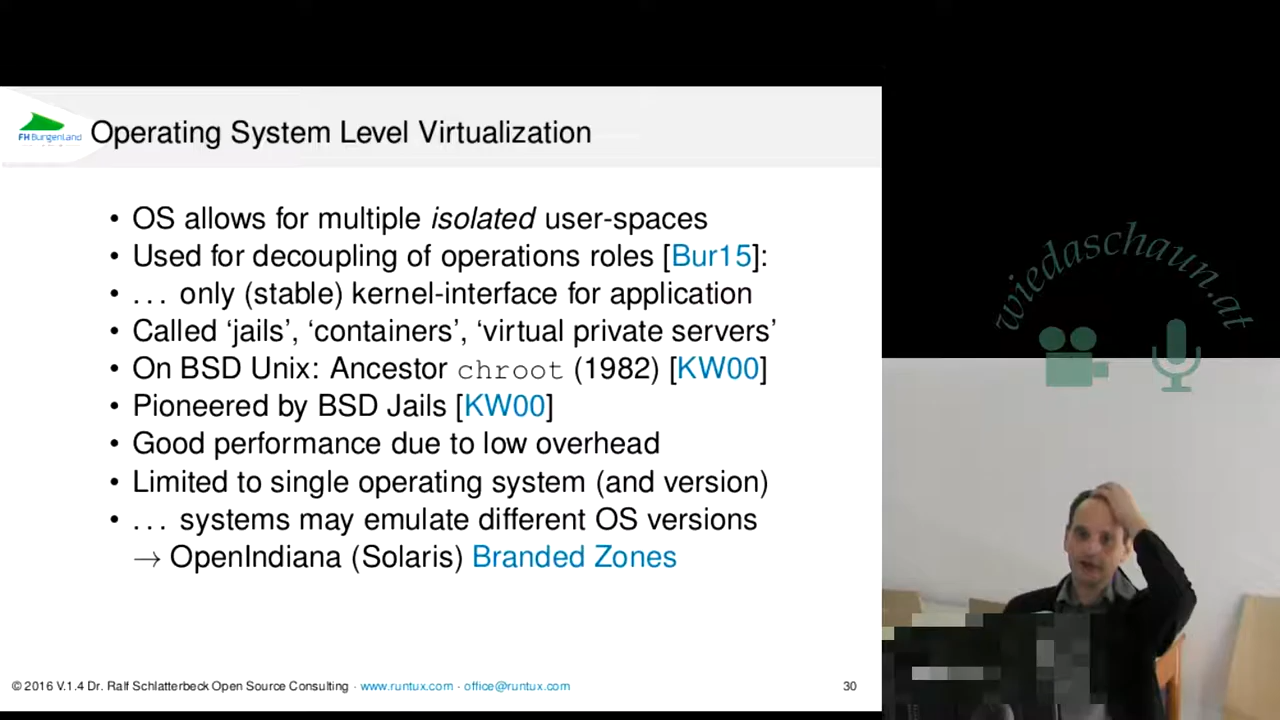 FH Burgenland
Operating System Level Virtualization
• OS allows for multiple isolated user-spaces
• Used for decoupling of operations roles [Bur15]:
• ... only (stable) kernel-interface for application
• Called ‘jails’, ‘containers’, ‘virtual private servers’
• On BSD Unix: Ancestor chroot (1982) [KW00]
• Pioneered by BSD Jails [KW00]
• Good performance due to low overhead
• Limited to single operating system (and version)
• ... systems may emulate different OS versions
→ OpenIndiana (Solaris) Branded Zones
© 2016 V.1.4 Dr. Ralf Schlatterbeck Open Source Consulting · www.runtux.com · office@runtux.com 30
wiedaschaun.at